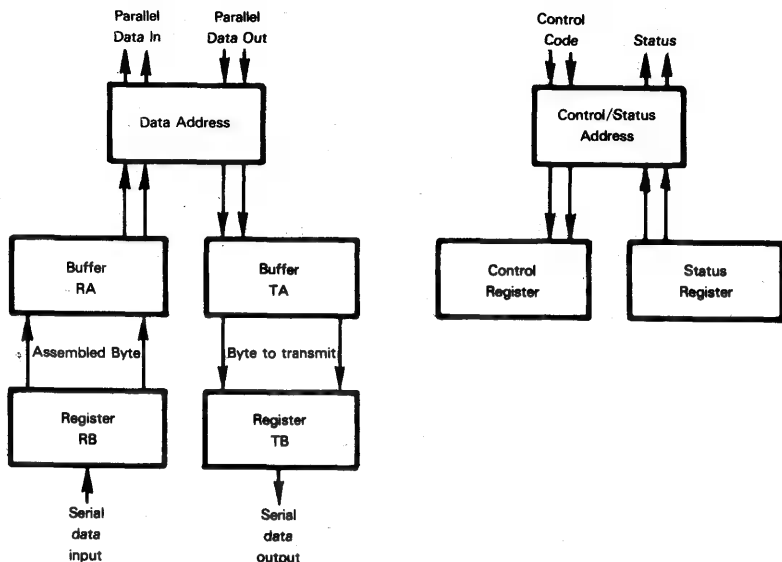 Parallel
Data In
Parallel
Data Out
Data Address
Buffer
RA
Buffer
TA
Assembled Byte
Byte to transmit
Register
RB
Register
TB
Serial
data
input
Serial
data
output
Control
Code
Status
Control/Status
Address
Control
Register
Status
Register